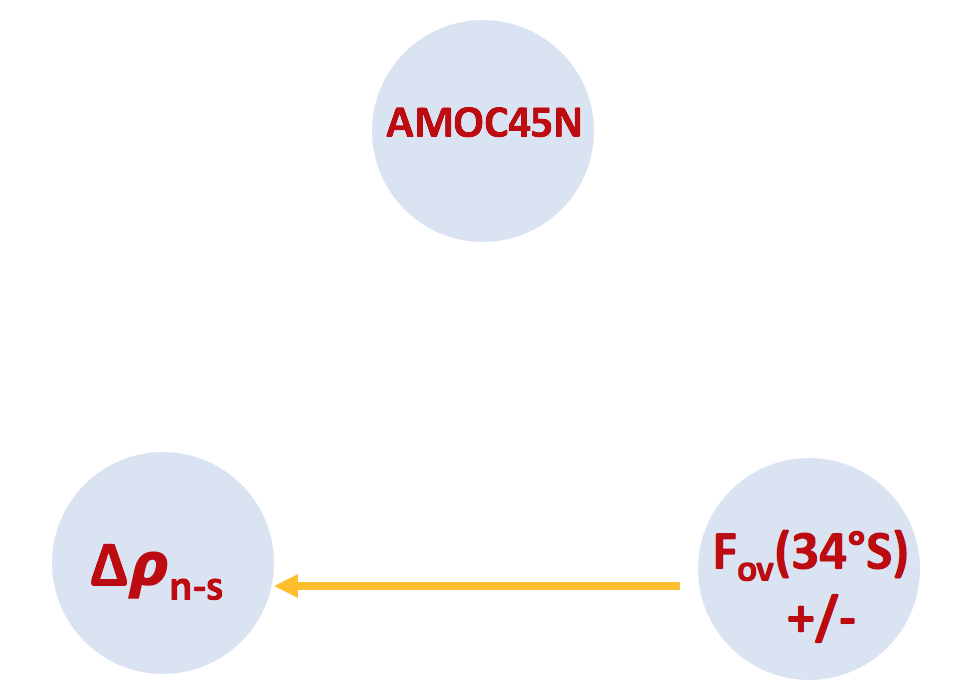 AMOC45N
Δρn-s
Fov(34°S)
+/-